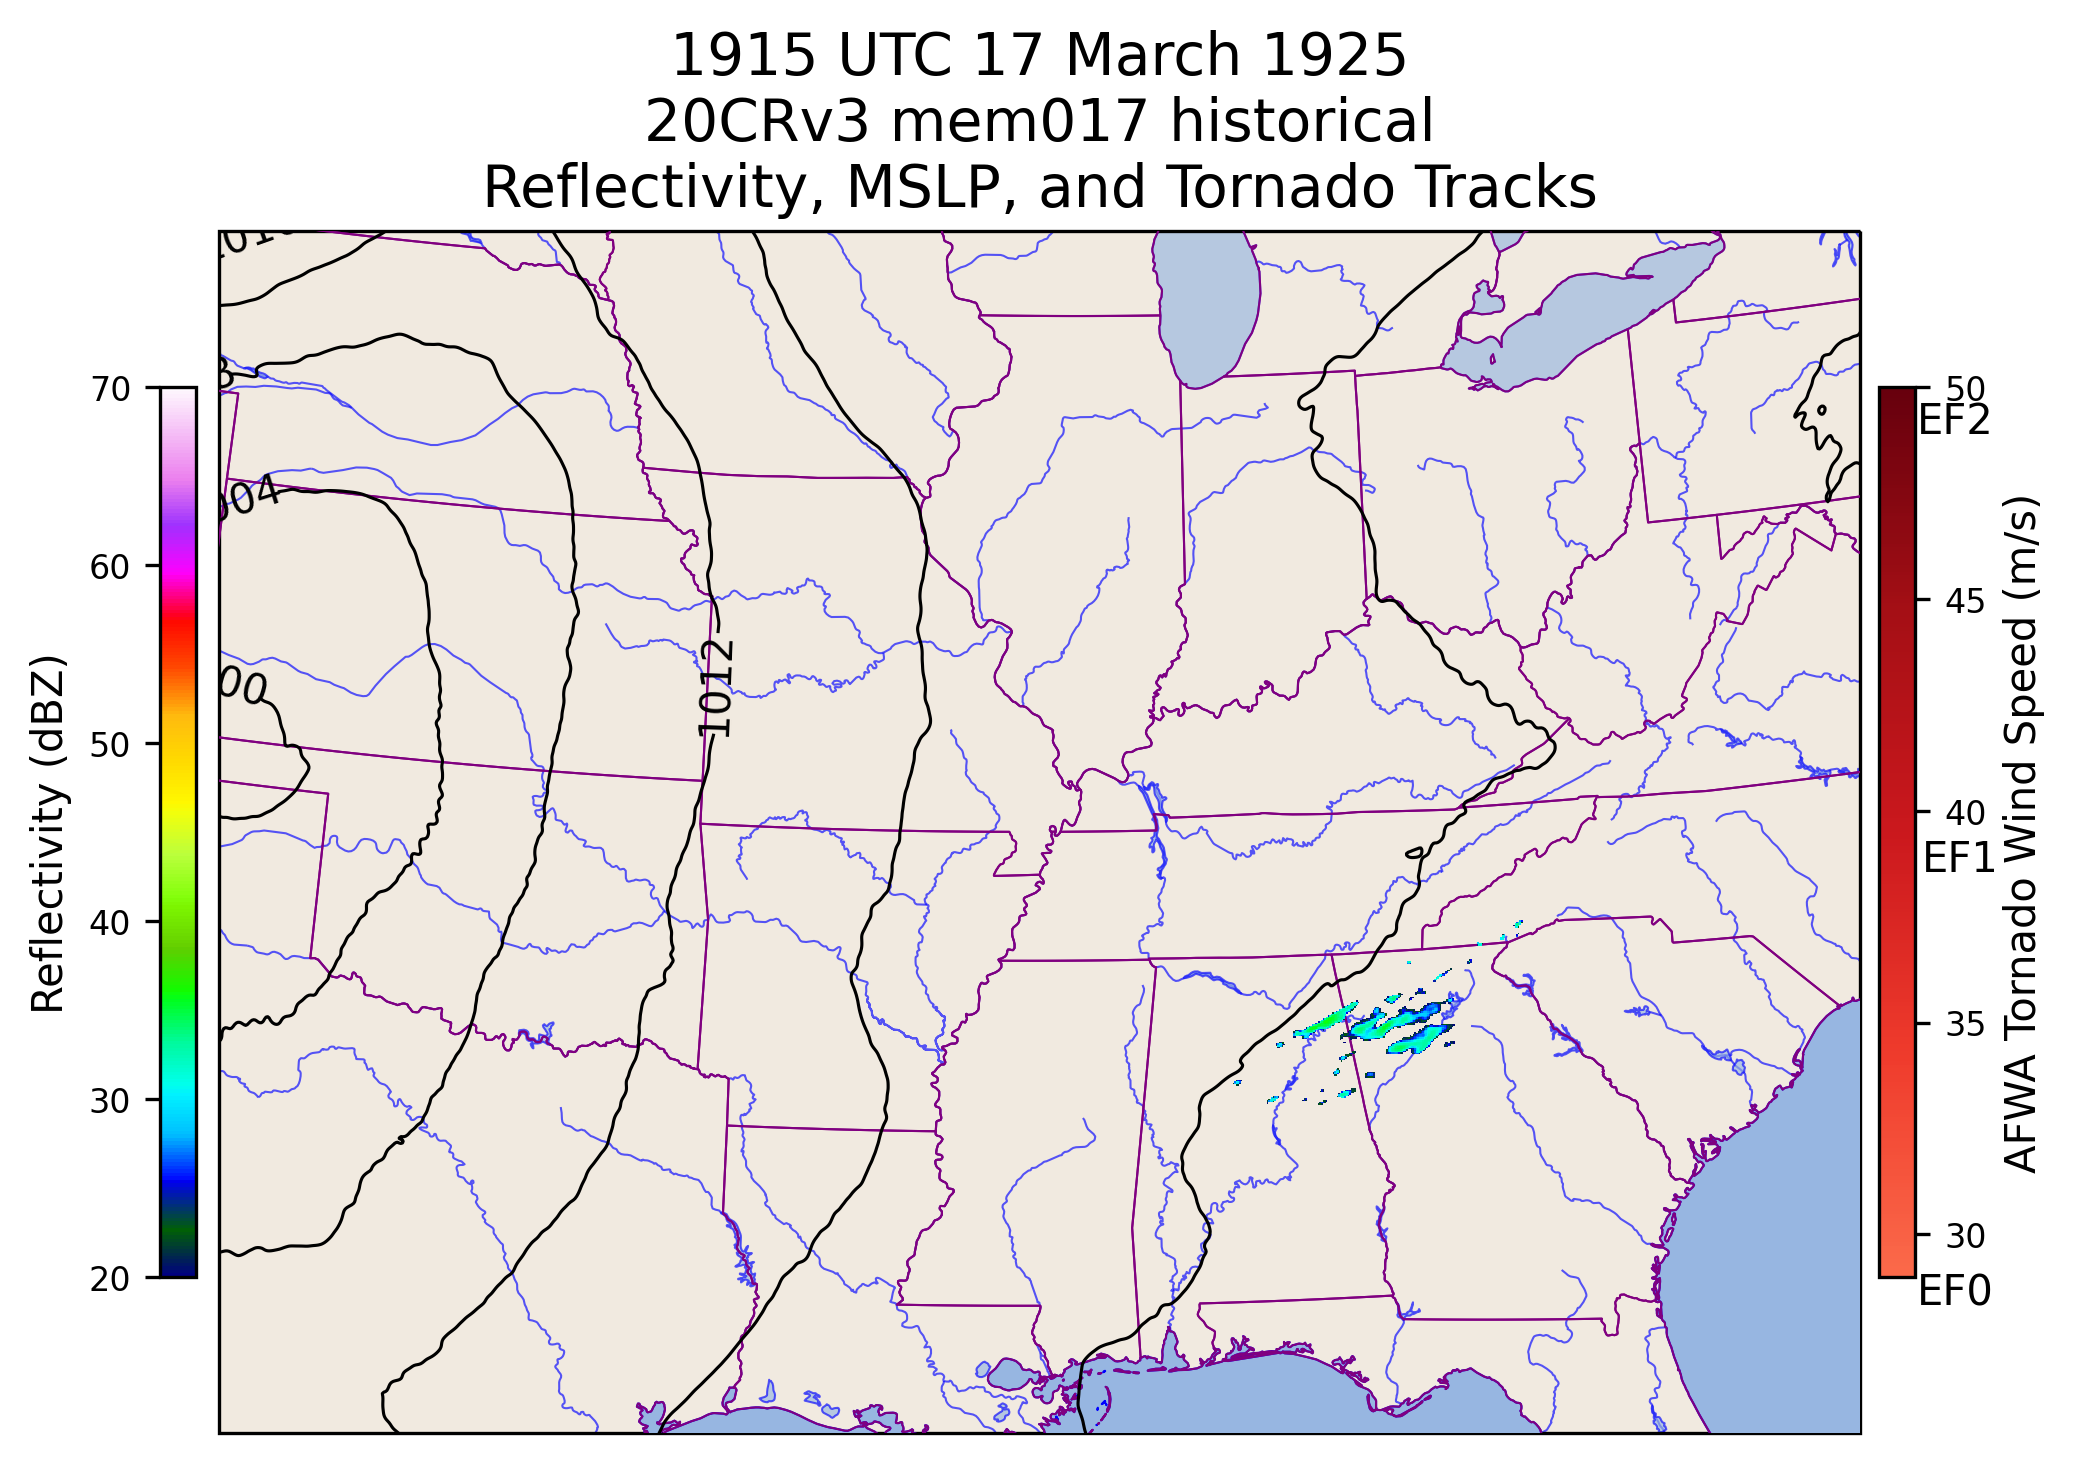 1915 UTC 17 March 1925
20CRv3 mem017 historical
Reflectivity, MSLP, and Tornado Tracks
70
60
50
40
30
20
Reflectivity (dBZ)
004
00
1012
50
EF2
45
40
EF1
35
30
EF0
AFWA Tornado Wind Speed (m/s)